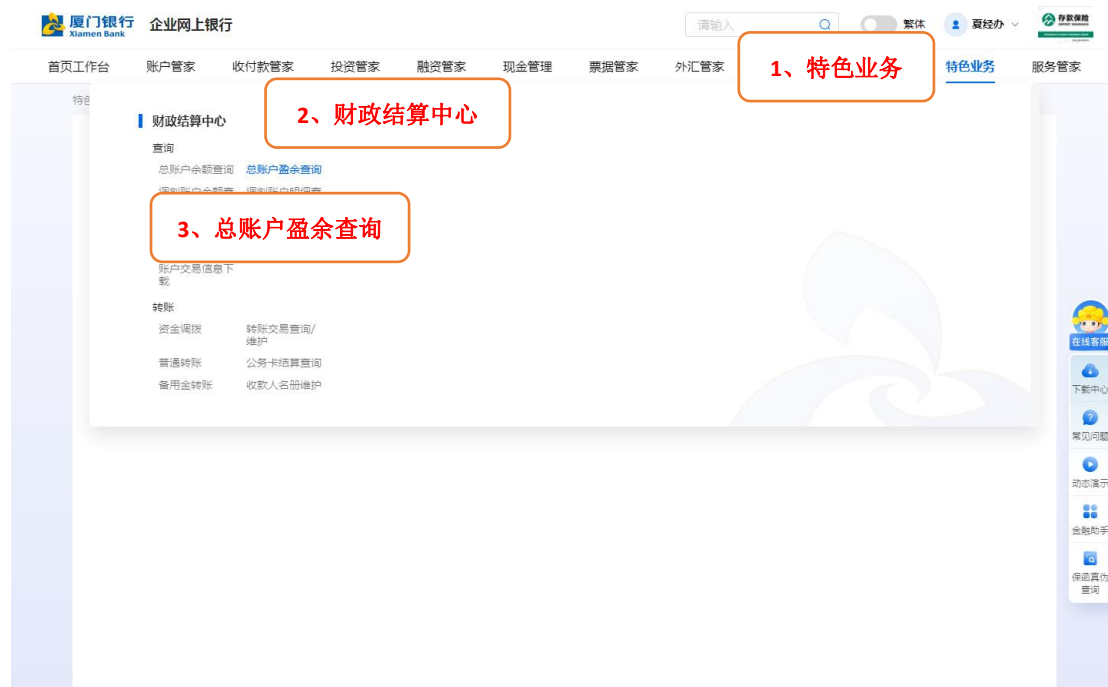 厦门银行 企业网上银行
Xiamen Bank
请输入
繁体
夏经办
存款保险
首页工作台 账户管家 收付款管家 投资管家 融资管家 现金管理 票据管家 外汇管家 特色业务 服务管家
1、特色业务
特色
财政结算中心
2、财政结算中心
查询
总账户余额查询 总账户盈余查询
3、总账户盈余查询
账户交易信息下
载
转账
资金调拨 转账交易查询/
维护
普通转账 公务卡结算查询
备用金转账 收款人名册维护
在线客服
下载中心
常见问题
动态演示
金融助手
保函真伪
查询